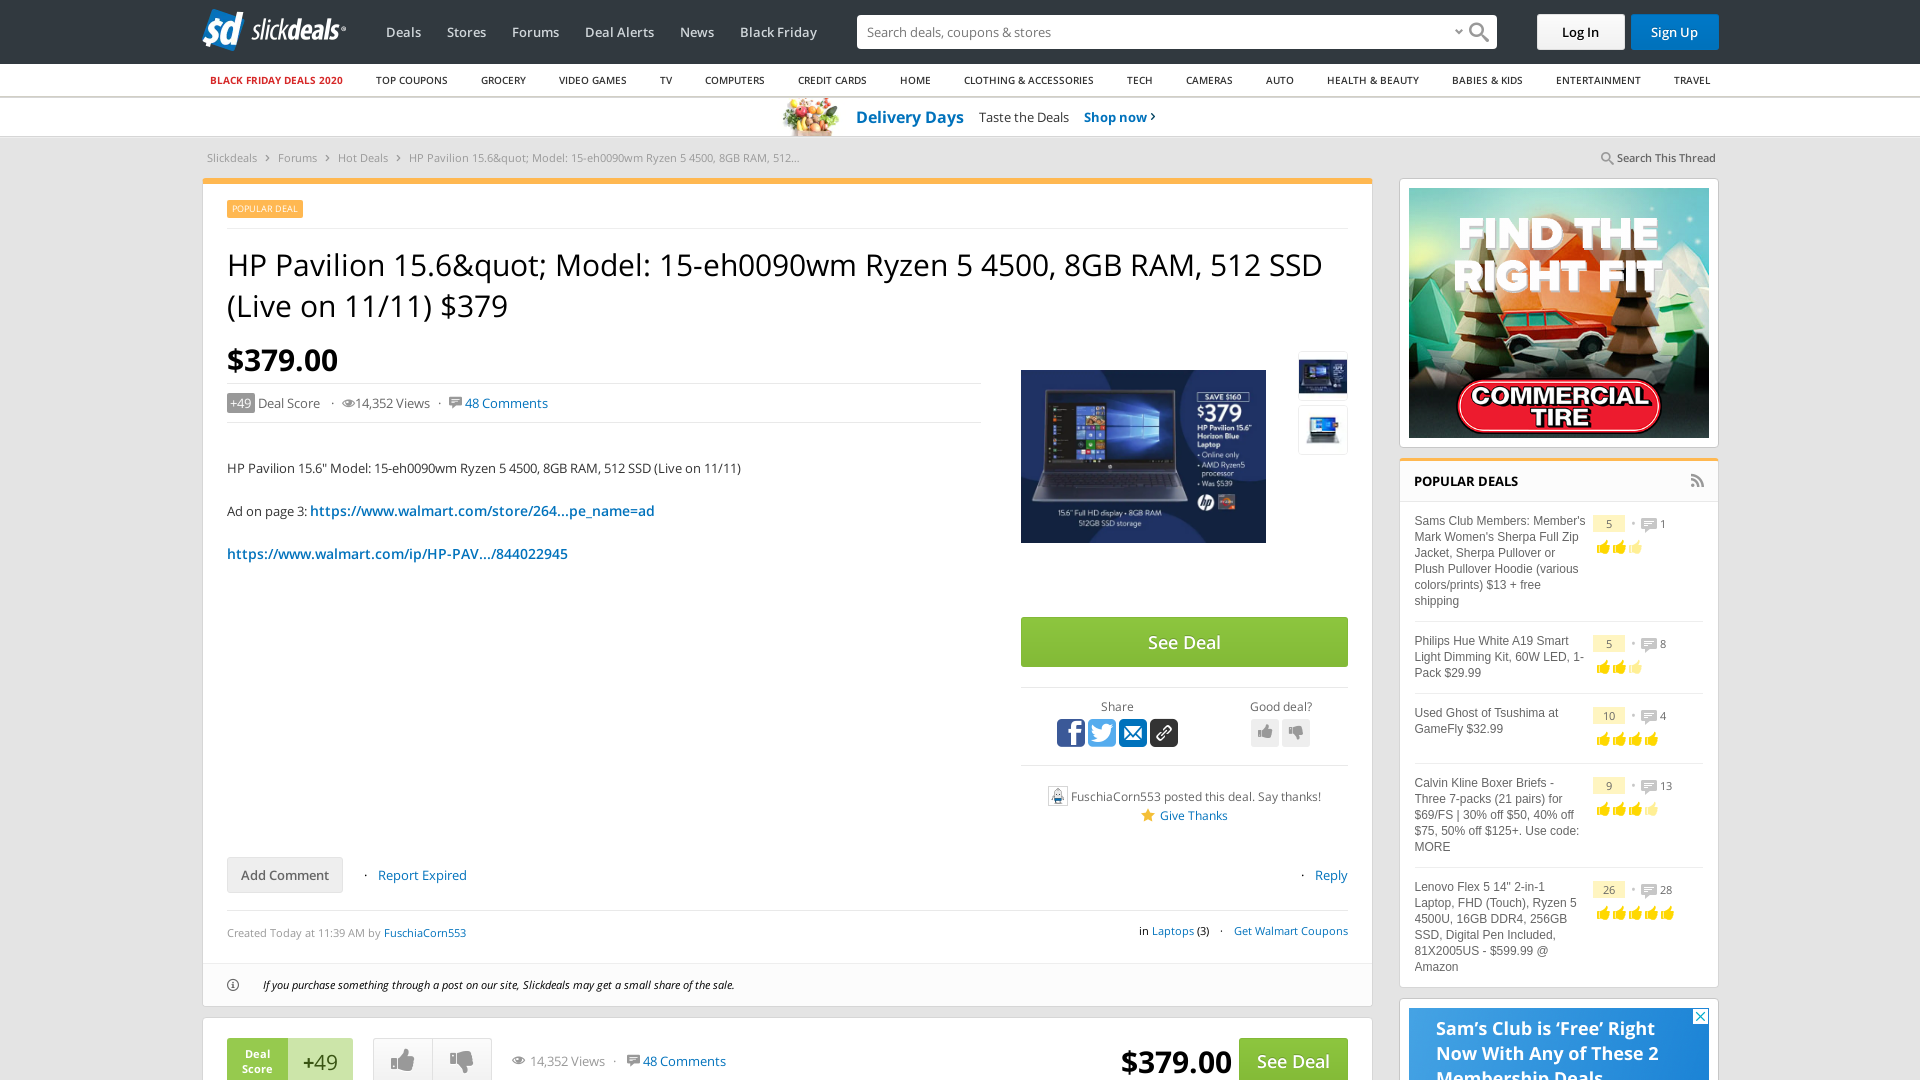 slickdeals
Deals
Stores
Forums
Deal Alerts
News
Black Friday
Search deals, coupons & stores
Log In
Sign Up
BLACK FRIDAY DEALS 2020
TOP COUPONS
GROCERY
VIDEO GAMES
TV
COMPUTERS
CREDIT CARDS
HOME
CLOTHING & ACCESSORIES
TECH
CAMERAS
AUTO
HEALTH & BEAUTY
BABIES & KIDS
ENTERTAINMENT
TRAVEL
Delivery Days Taste the Deals Shop now
Slickdeals > Forums > Hot Deals > HP Pavilion 15.6&quot; Model: 15-eh0090wm Ryzen 5 4500, 8GB RAM, 512...
Search This Thread
POPULAR DEAL
HP Pavilion 15.6&quot; Model: 15-eh0090wm Ryzen 5 4500, 8GB RAM, 512 SSD
(Live on 11/11) $379
$379.00
+49 Deal Score · 14,352 Views · 48 Comments
HP Pavilion 15.6" Model: 15-eh0090wm Ryzen 5 4500, 8GB RAM, 512 SSD (Live on 11/11)
Ad on page 3: https://www.walmart.com/store/264...pe_name=ad
https://www.walmart.com/ip/HP-PAV.../844022945
SAVE $160
$379
HP Pavilion 15.6"
Horizon Blue
Laptop
• Online only
• AMD Ryzen5
processor
• Was $539
15.6" Full HD display • 8GB RAM
512GB SSD storage
See Deal
Share
Good deal?
FuschiaCorn553 posted this deal. Say thanks!
Give Thanks
Add Comment
· Report Expired
· Reply
Created Today at 11:39 AM by FuschiaCorn553
in Laptops (3) · Get Walmart Coupons
If you purchase something through a post on our site, Slickdeals may get a small share of the sale.
Deal
Score
+49
14,352 Views · 48 Comments
$379.00
See Deal
FIND THE
RIGHT FIT
COMMERCIAL
TIRE
POPULAR DEALS
Sams Club Members: Member's
Mark Women's Sherpa Full Zip
Jacket, Sherpa Pullover or
Plush Pullover Hoodie (various
colors/prints) $13 + free
shipping
5 • 1
Philips Hue White A19 Smart
Light Dimming Kit, 60W LED, 1-
Pack $29.99
5 • 8
Used Ghost of Tsushima at
GameFly $32.99
10 • 4
Calvin Kline Boxer Briefs -
Three 7-packs (21 pairs) for
$69/FS | 30% off $50, 40% off
$75, 50% off $125+. Use code:
MORE
9 • 13
Lenovo Flex 5 14" 2-in-1
Laptop, FHD (Touch), Ryzen 5
4500U, 16GB DDR4, 256GB
SSD, Digital Pen Included,
81X2005US - $599.99 @
Amazon
26 • 28
Sam's Club is 'Free' Right
Now With Any of These 2
Membership Deals